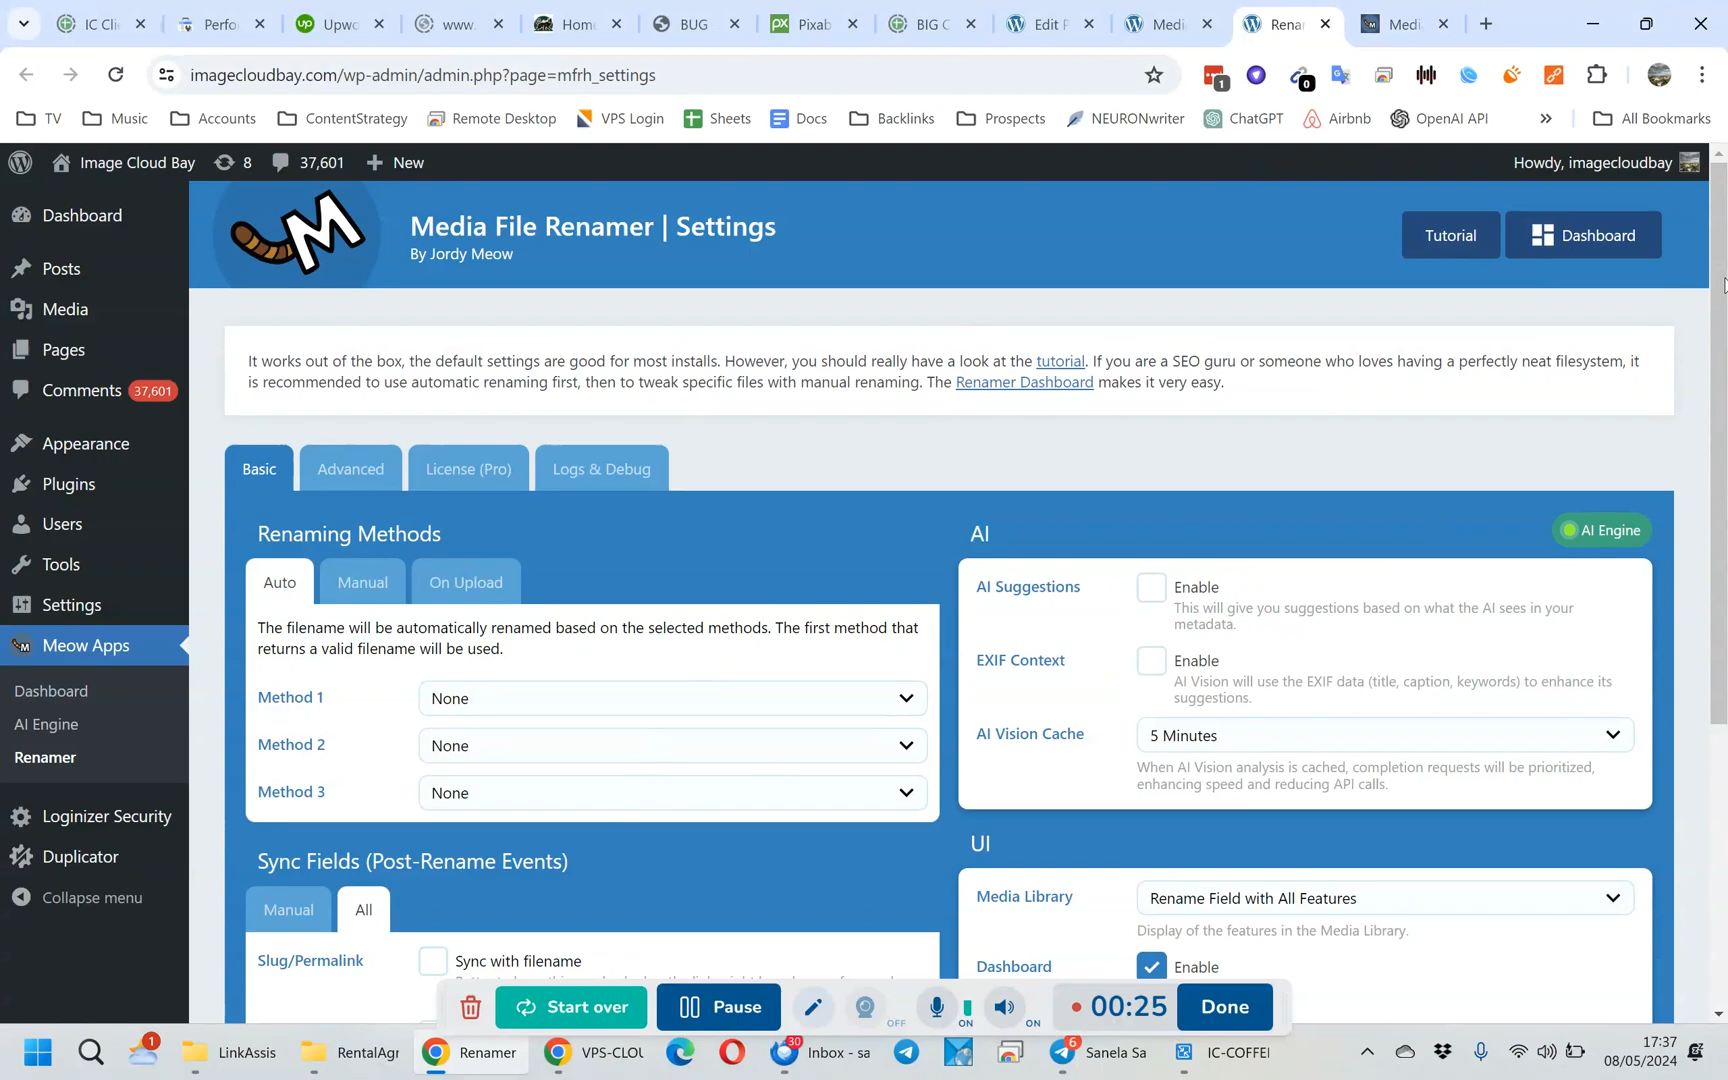 IC Cli
Perfo
Upwo
www.
Hom
BUG
Pixab
BIG C
Edit P
Medi
Rena
Medi
imagecloudbay.com/wp-admin/admin.php?page=mfrh_settings
1
0
TV
Music
Accounts
ContentStrategy
Remote Desktop
VPS Login
Sheets
Docs
Backlinks
Prospects
NEURONwriter
ChatGPT
Airbnb
OpenAI API
»
All Bookmarks
Image Cloud Bay
8
37,601
New
Howdy, imagecloudbay
Dashboard
Posts
Media
Pages
Comments 37,601
Appearance
Plugins
Users
Tools
Settings
Meow Apps
Dashboard
AI Engine
Renamer
Loginizer Security
Duplicator
Collapse menu
M
Media File Renamer | Settings
By Jordy Meow
Tutorial
Dashboard
It works out of the box, the default settings are good for most installs. However, you should really have a look at the tutorial. If you are a SEO guru or someone who loves having a perfectly neat filesystem, it
is recommended to use automatic renaming first, then to tweak specific files with manual renaming. The Renamer Dashboard makes it very easy.
Basic
Advanced
License (Pro)
Logs & Debug
Renaming Methods
Auto
Manual
On Upload
The filename will be automatically renamed based on the selected methods. The first method that
returns a valid filename will be used.
Method 1
None
Method 2
None
Method 3
None
Sync Fields (Post-Rename Events)
Manual
All
Slug/Permalink
Sync with filename
AI
AI Engine
AI Suggestions
Enable
This will give you suggestions based on what the AI sees in your
metadata.
EXIF Context
Enable
AI Vision will use the EXIF data (title, caption, keywords) to enhance its
suggestions.
AI Vision Cache
5 Minutes
When AI Vision analysis is cached, completion requests will be prioritized,
enhancing speed and reducing API calls.
UI
Media Library
Rename Field with All Features
Display of the features in the Media Library.
Dashboard
Enable
Start over
Pause
OFF
ON
ON
00:25
Done
1
LinkAssis
RentalAgr
Renamer
VPS-CLOU
30
Inbox - sa
6
Sanela Sa
IC-COFFEI
17:37
08/05/2024